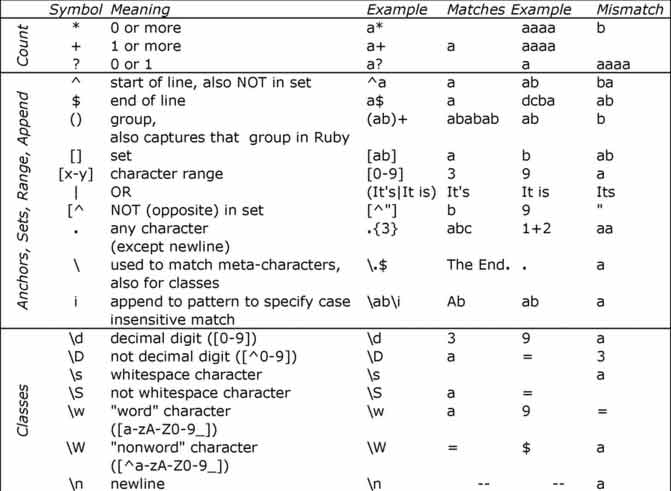 Symbol Meaning Example Matches Example Mismatch
Count
* 0 or more a* aaaa b
+ 1 or more a+ a aaaa
? 0 or 1 a? a aaaa
Anchors, Sets, Range, Append
^ start of line, also NOT in set ^a a ab ba
$ end of line a$ a dcba ab
() group, (ab)+ ababab ab b
also captures that group in Ruby
[] set [ab] a b ab
[x-y] character range [0-9] 3 9 a
| OR (It's|It is) It's It is Its
[^ NOT (opposite) in set [^"] b 9 "
. any character .{3} abc 1+2 aa
(except newline)
\ used to match meta-characters, \.$ The End. . a
also for classes
i append to pattern to specify case \ab\i Ab ab a
insensitive match
Classes
\d decimal digit ([0-9]) \d 3 9 a
\D not decimal digit ([^0-9]) \D a = 3
\s whitespace character \s a
\S not whitespace character \S a =
\w "word" character \w a 9 =
([a-zA-Z0-9_])
\W "nonword" character \W = $ a
([^a-zA-Z0-9_])
\n newline \n -- -- a